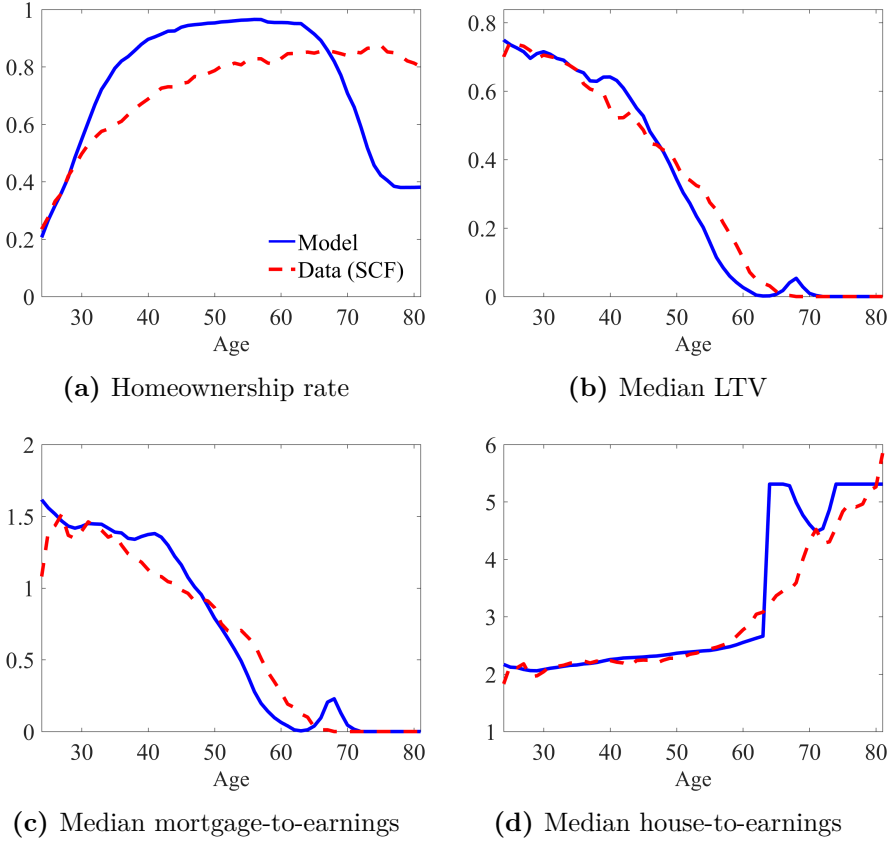 1
0.8
0.6
0.4
0.2
0
30 40 50 60 70 80
Age
Model
Data (SCF)
(a) Homeownership rate
0.8
0.6
0.4
0.2
0
30 40 50 60 70 80
Age
(b) Median LTV
2
1.5
1
0.5
0
30 40 50 60 70 80
Age
(c) Median mortgage-to-earnings
6
5
4
3
2
1
30 40 50 60 70 80
Age
(d) Median house-to-earnings